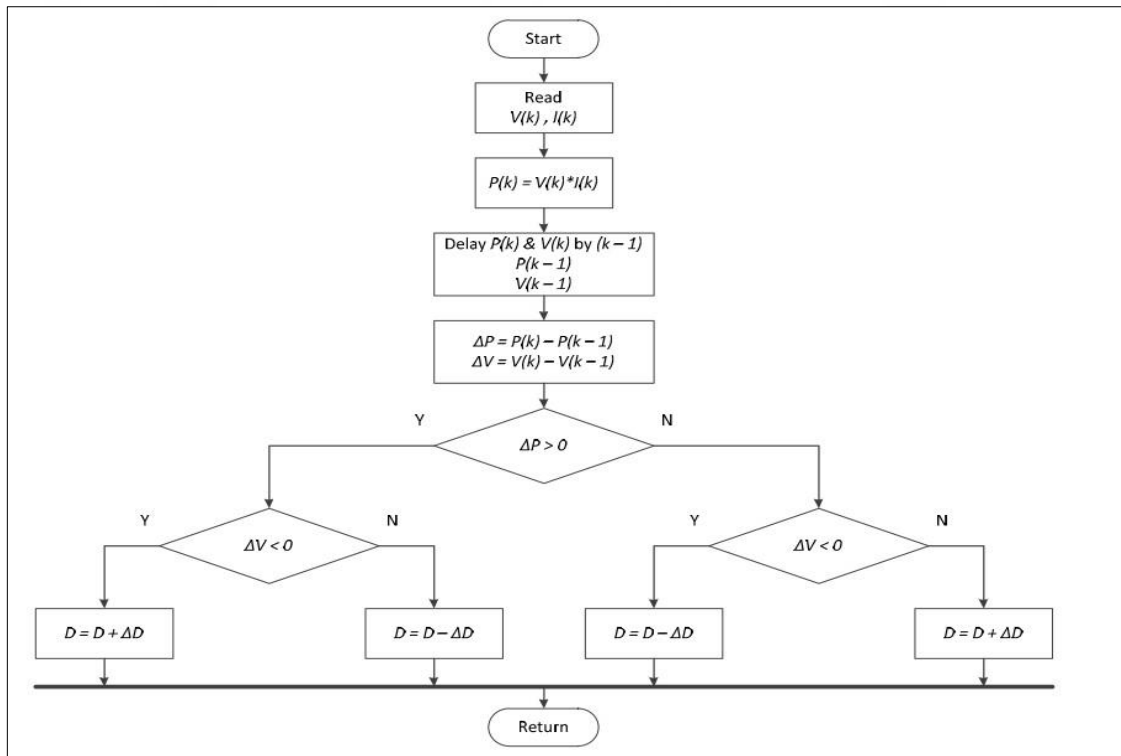 Start
Read
V(k) , I(k)
P(k) = V(k)*I(k)
Delay P(k) & V(k) by (k – 1)
P(k – 1)
V(k – 1)
ΔP = P(k) – P(k – 1)
ΔV = V(k) – V(k – 1)
Y
N
ΔP > 0
Y
N
Y
N
ΔV < 0
ΔV < 0
D = D + ΔD
D = D – ΔD
D = D – ΔD
D = D + ΔD
Return